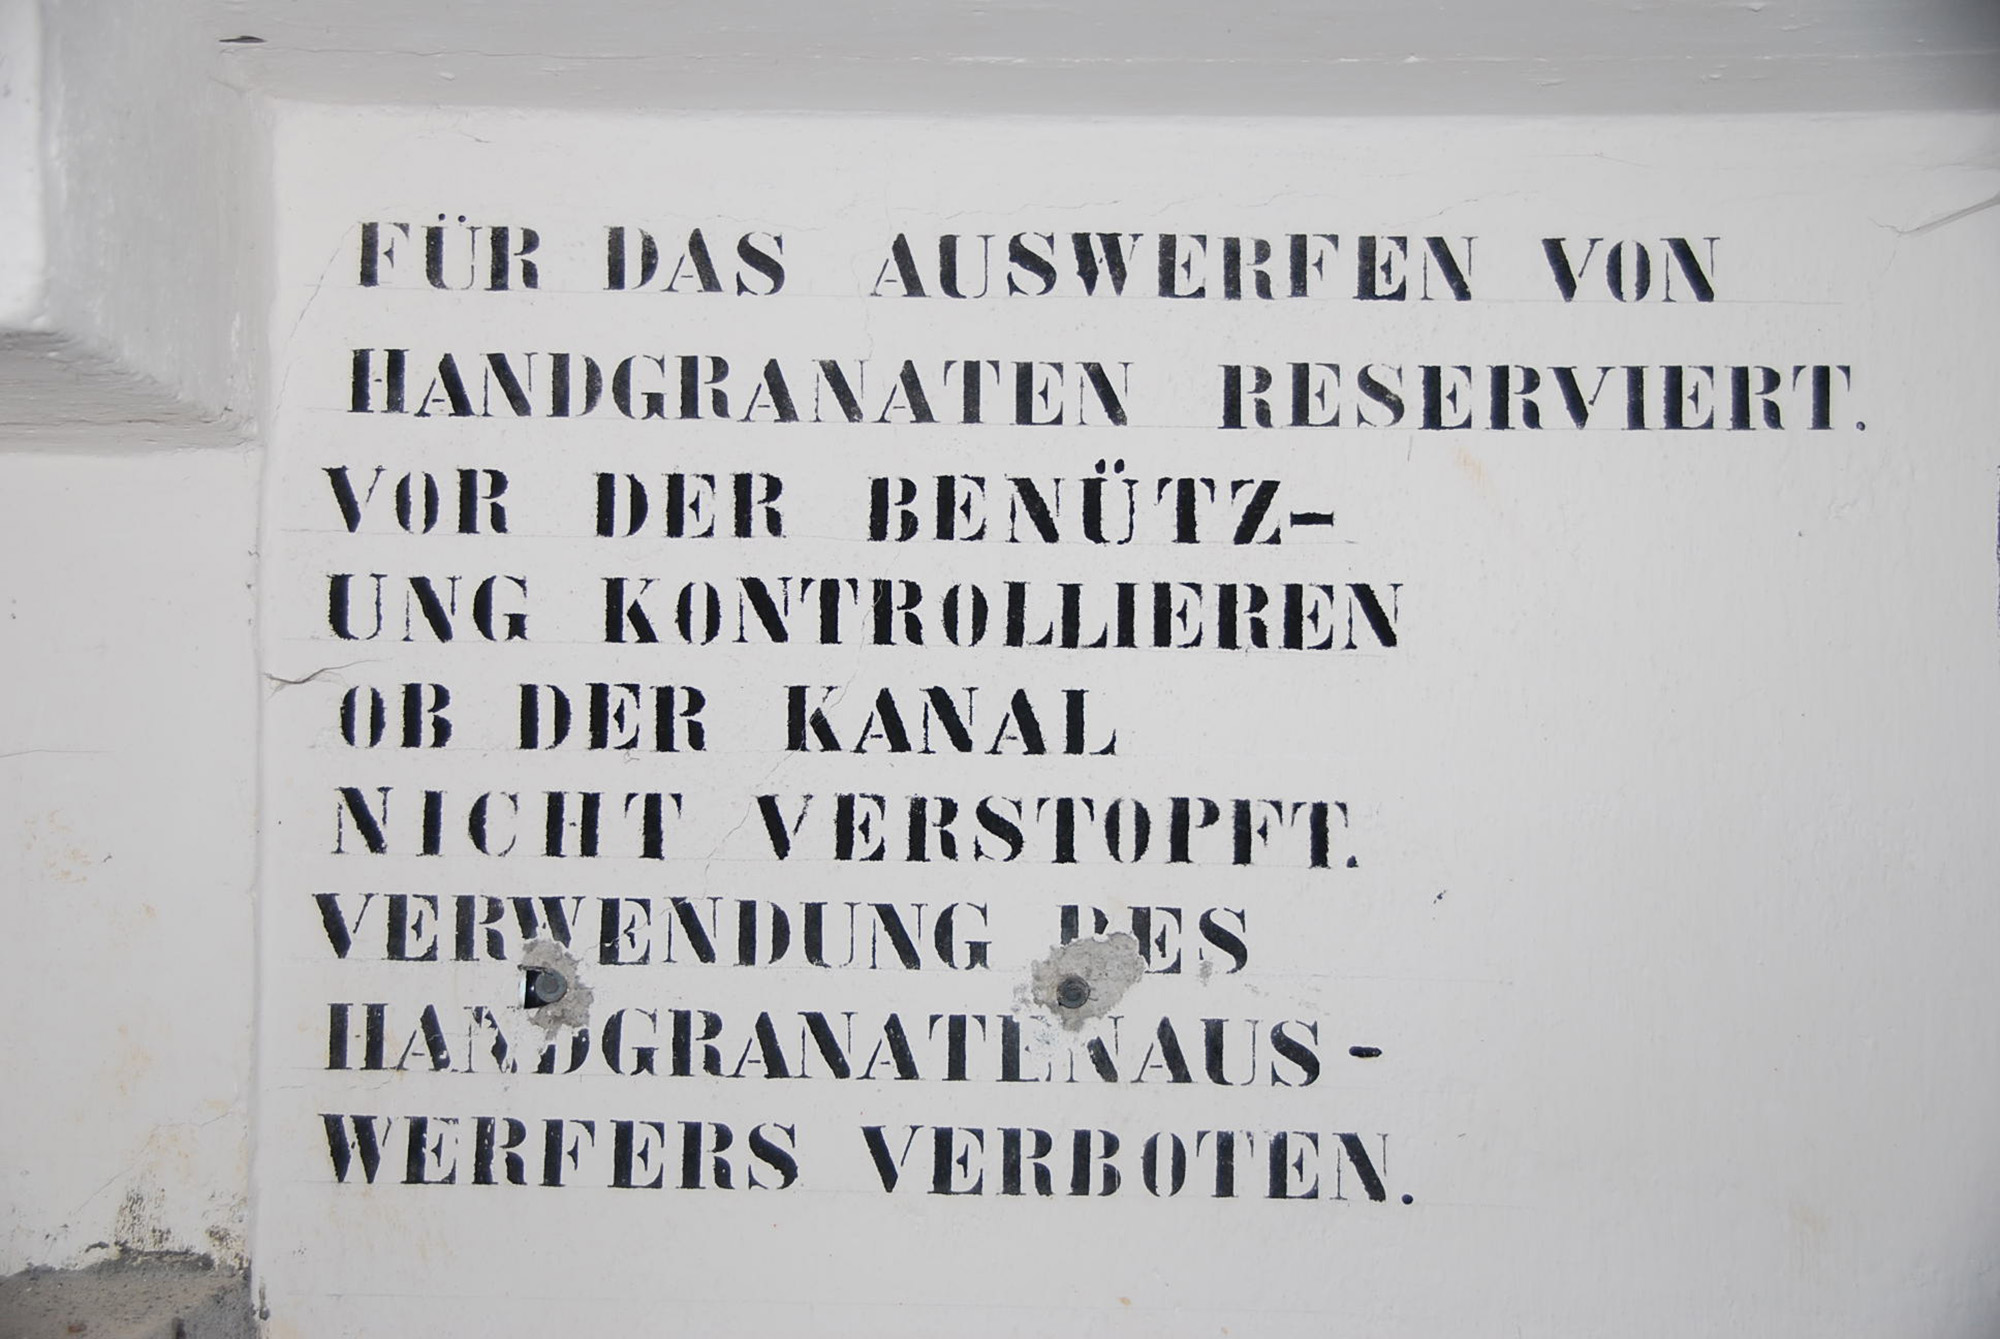 FÜR DAS AUSWERFEN VON
HANDGRANATEN RESERVIERT.
VOR DER BENÜTZ-
UNG KONTROLLIEREN
OB DER KANAL
NICHT VERSTOPFT.
VERWENDUNG DES
HANDGRANATENAUS-
WERFERS VERBOTEN.